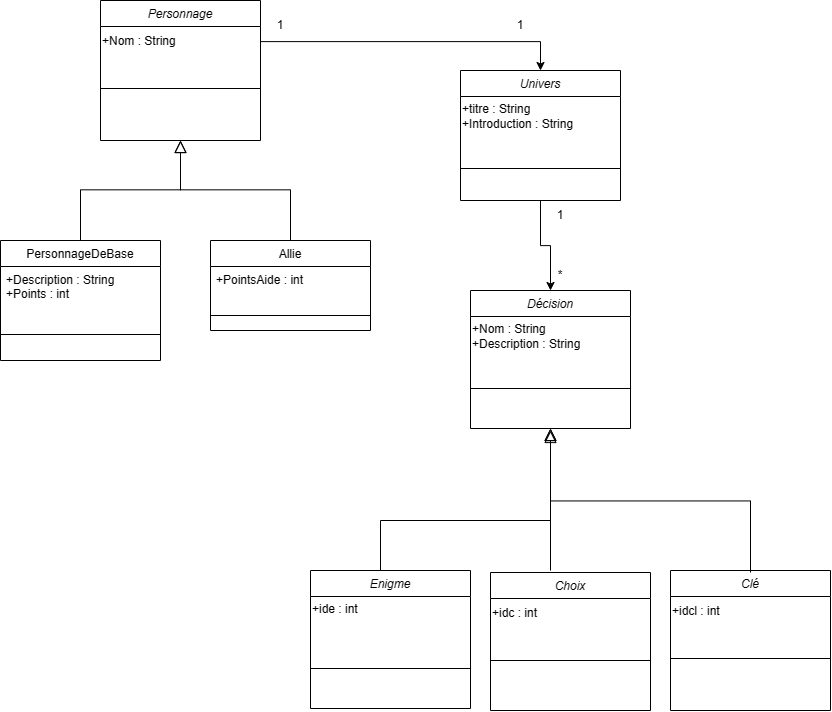 Personnage
+Nom : String
1
1
Univers
+titre : String
+Introduction : String
PersonnageDeBase
+Description : String
+Points : int
Allie
+PointsAide : int
1
*
Décision
+Nom : String
+Description : String
Enigme
+ide : int
Choix
+idc : int
Clé
+idcl : int